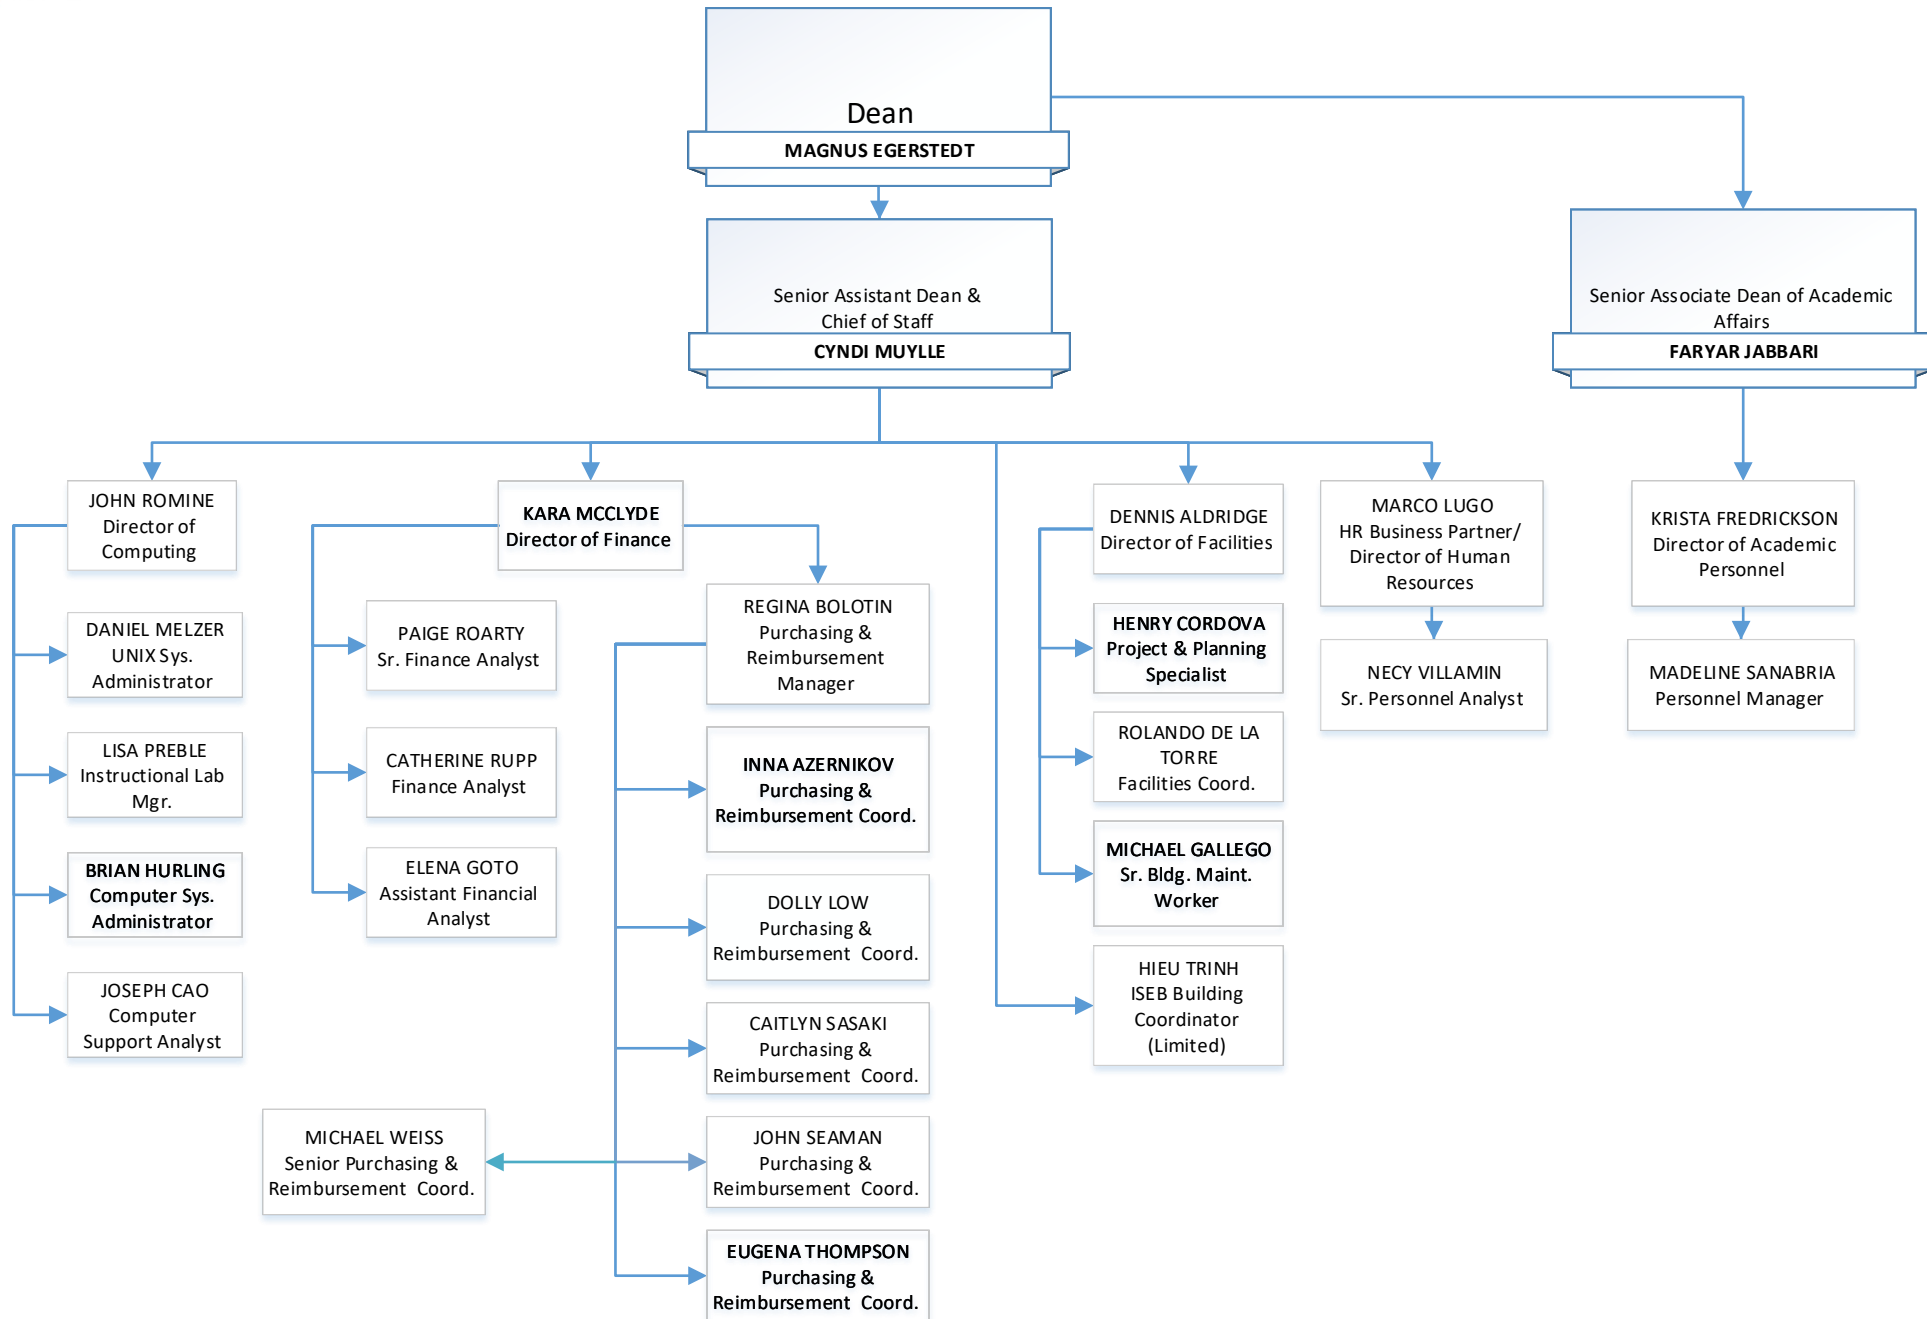 Dean
MAGNUS EGERSTEDT
Senior Assistant Dean &
Chief of Staff
CYNDI MUYLLE
Senior Associate Dean of Academic
Affairs
FARYAR JABBARI
JOHN ROMINE
Director of
Computing
DANIEL MELZER
UNIX Sys.
Administrator
LISA PREBLE
Instructional Lab
Mgr.
BRIAN HURLING
Computer Sys.
Administrator
JOSEPH CAO
Computer
Support Analyst
KARA MCCLYDE
Director of Finance
PAIGE ROARTY
Sr. Finance Analyst
CATHERINE RUPP
Finance Analyst
ELENA GOTO
Assistant Financial
Analyst
REGINA BOLOTIN
Purchasing &
Reimbursement
Manager
INNA AZERNIKOV
Purchasing &
Reimbursement Coord.
DOLLY LOW
Purchasing &
Reimbursement Coord.
CAITLYN SASAKI
Purchasing &
Reimbursement Coord.
MICHAEL WEISS
Senior Purchasing &
Reimbursement Coord.
JOHN SEAMAN
Purchasing &
Reimbursement Coord.
EUGENA THOMPSON
Purchasing &
Reimbursement Coord.
DENNIS ALDRIDGE
Director of Facilities
HENRY CORDOVA
Project & Planning
Specialist
ROLANDO DE LA
TORRE
Facilities Coord.
MICHAEL GALLEGO
Sr. Bldg. Maint.
Worker
HIEU TRINH
ISEB Building
Coordinator
(Limited)
MARCO LUGO
HR Business Partner/
Director of Human
Resources
NECY VILLAMIN
Sr. Personnel Analyst
KRISTA FREDRICKSON
Director of Academic
Personnel
MADELINE SANABRIA
Personnel Manager